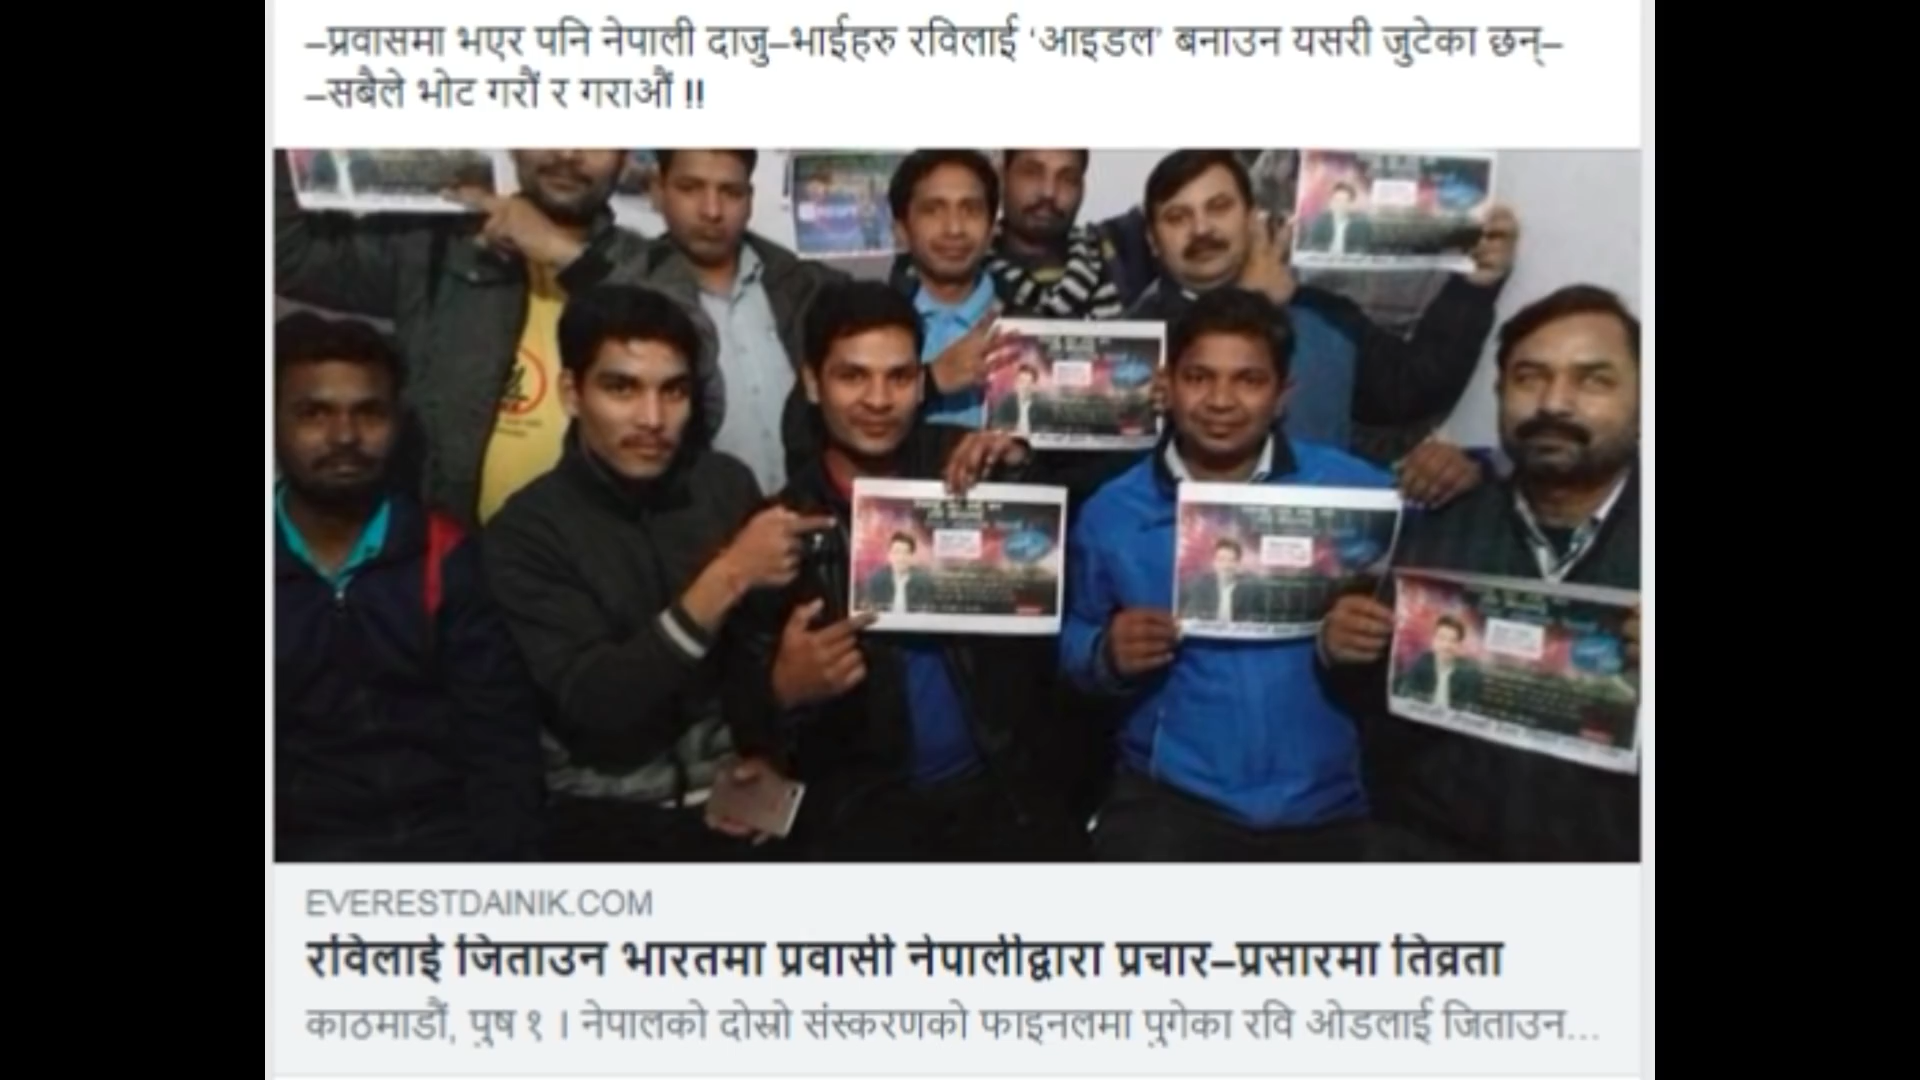 –प्रवासमा भएर पनि नेपाली दाजु–भाईहरु रविलाई ‘आइडल’ बनाउन यसरी जुटेका छन्–
–सबैले भोट गरौं र गराऔं !!
EVERESTDAINIK.COM
रविलाई जिताउन भारतमा प्रवासी नेपालीद्वारा प्रचार–प्रसारमा तिव्रता
काठमाडौं, पुष १ । नेपालको दोस्रो संस्करणको फाइनलमा पुगेका रवि ओडलाई जिताउन...